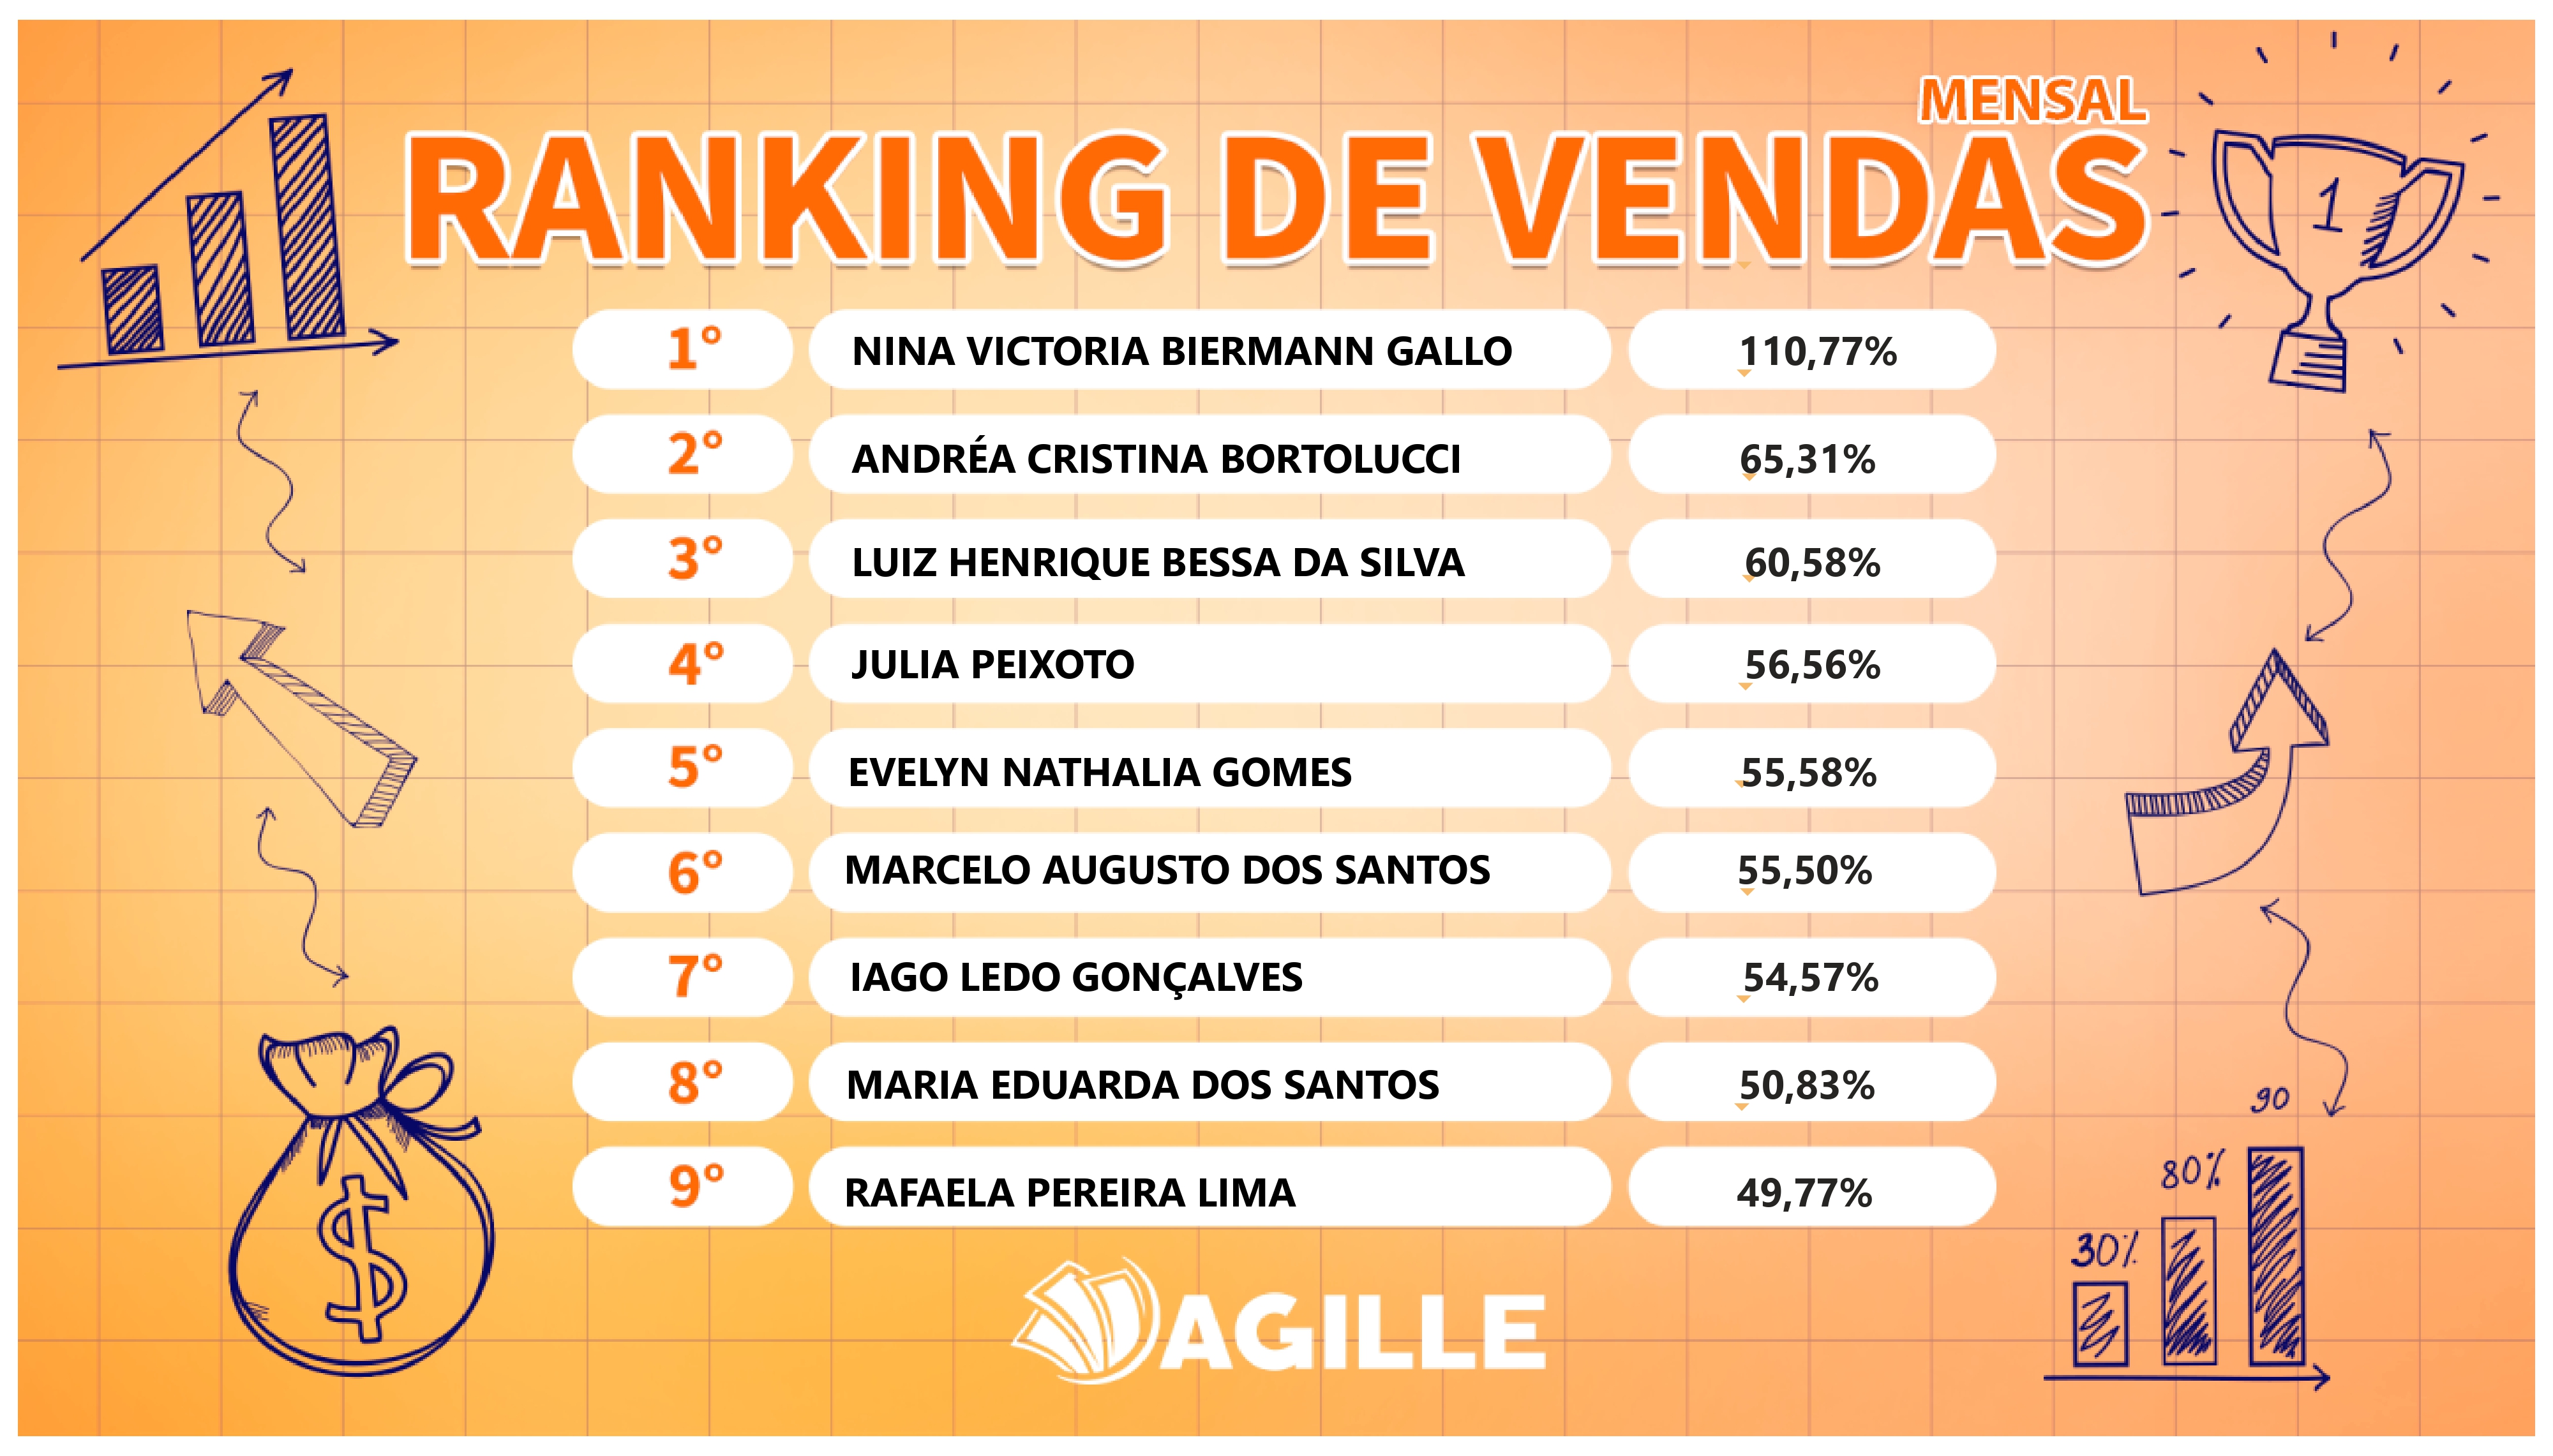 MENSAL
RANKING DE VENDAS
1° NINA VICTORIA BIERMANN GALLO 110,77%
2° ANDRÉA CRISTINA BORTOLUCCI 65,31%
3° LUIZ HENRIQUE BESSA DA SILVA 60,58%
4° JULIA PEIXOTO 56,56%
5° EVELYN NATHALIA GOMES 55,58%
6° MARCELO AUGUSTO DOS SANTOS 55,50%
7° IAGO LEDO GONÇALVES 54,57%
8° MARIA EDUARDA DOS SANTOS 50,83%
9° RAFAELA PEREIRA LIMA 49,77%
AGILLE
1
$
30%
80%
90